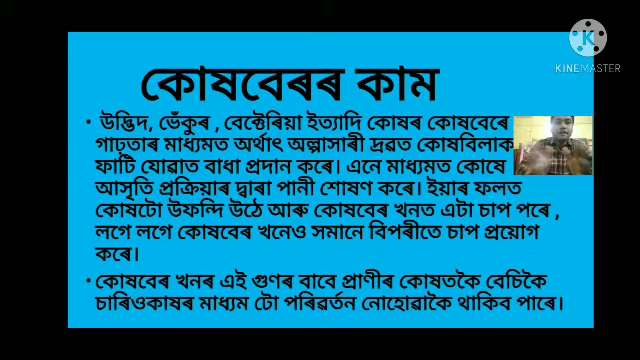 কোষবেৰৰ কাম
• উদ্ভিদ, ভেঁকুৰ , বেক্টেৰিয়া ইত্যাদি কোষৰ কোষবেৰে
গাঢ়তাৰ মাধ্যমত অৰ্থাৎ অল্পাসাৰী দ্ৰৱত কোষবিলাক
ফাটি যোৱাত বাধা প্ৰদান কৰে। এনে মাধ্যমত কোষে
আসৃতি প্ৰক্ৰিয়াৰ দ্বাৰা পানী শোষণ কৰে। ইয়াৰ ফলত
কোষটো উফন্দি উঠে আৰু কোষবেৰ খনত এটা চাপ পৰে ,
লগে লগে কোষবেৰ খনেও সমানে বিপৰীতে চাপ প্ৰয়োগ
কৰে।
• কোষবেৰ খনৰ এই গুণৰ বাবে প্ৰাণীৰ কোষতকৈ বেচিকৈ
চাৰিওকাষৰ মাধ্যম টো পৰিৱৰ্তন নোহোৱাকৈ থাকিব পাৰে।
K
KINEMASTER